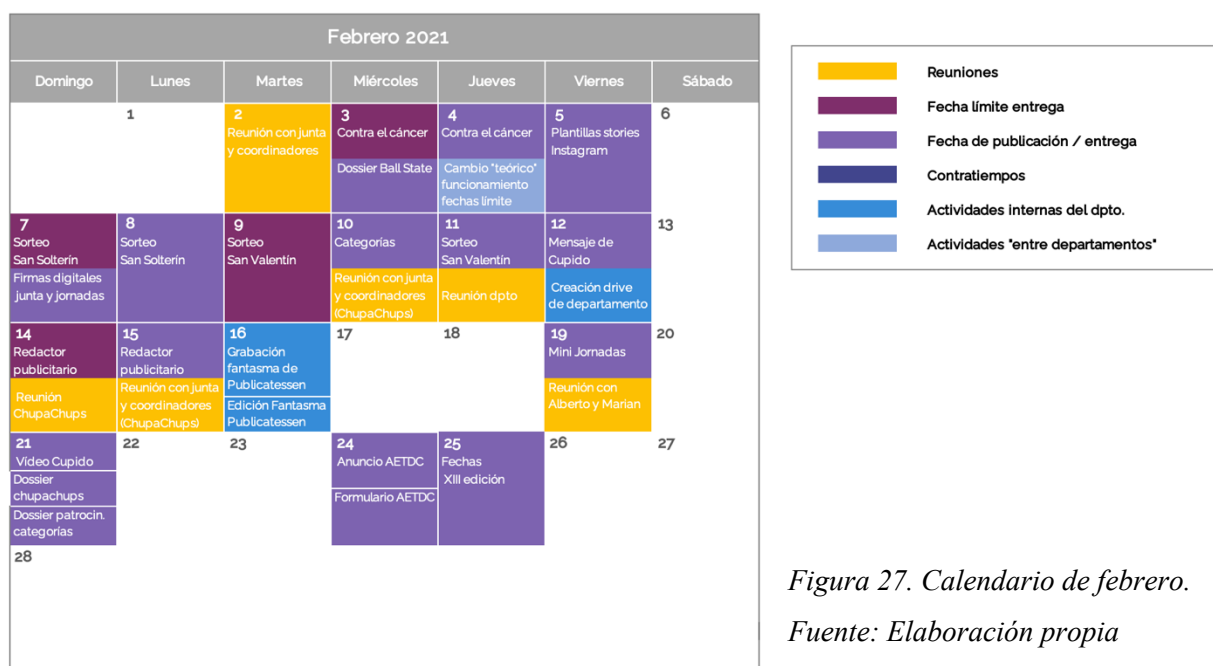 Febrero 2021
Domingo Lunes Martes Miércoles Jueves Viernes Sábado
1
2
Reunión con junta
y coordinadores
3
Contra el cáncer
Dossier Ball State
4
Contra el cáncer
Cambio "teórico"
funcionamiento
fechas límite
5
Plantillas stories
Instagram
6
7
Sorteo
San Solterín
Firmas digitales
junta y jornadas
8
Sorteo
San Solterín
9
Sorteo
San Valentín
10
Categorías
Reunión con junta
y coordinadores
(ChupaChups)
11
Sorteo
San Valentín
Reunión dpto
12
Mensaje de
Cupido
Creación drive
de departamento
13
14
Redactor
publicitario
Reunión
ChupaChups
15
Redactor
publicitario
Reunión con junta
y coordinadores
(ChupaChups)
16
Grabación
fantasma de
Publicatessen
Edición Fantasma
Publicatessen
17
18
19
Mini Jornadas
Reunión con
Alberto y Marian
20
21
Vídeo Cupido
Dossier
chupachups
Dossier patrocin.
categorías
22
23
24
Anuncio AETDC
Formulario AETDC
25
Fechas
XIII edición
26
27
28
Reuniones
Fecha límite entrega
Fecha de publicación / entrega
Contratiempos
Actividades internas del dpto.
Actividades "entre departamentos"
Figura 27. Calendario de febrero.
Fuente: Elaboración propia